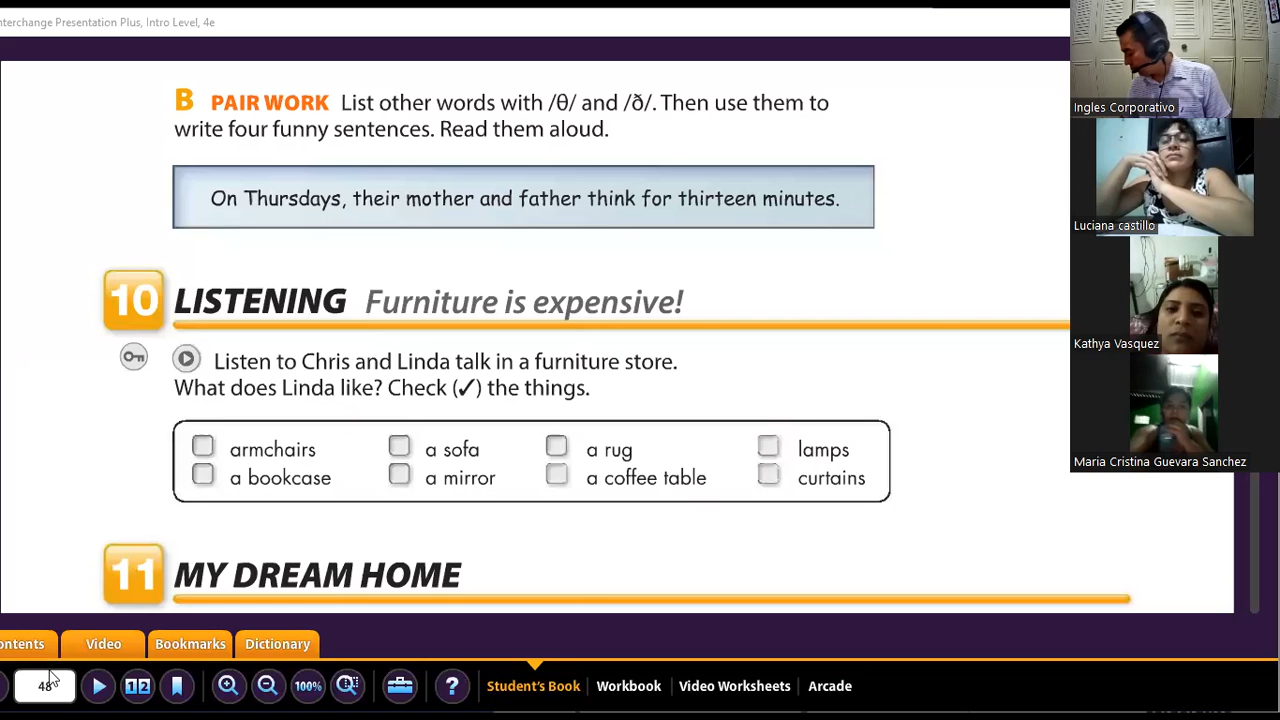 nterchange Presentation Plus, Intro Level, 4e
B PAIR WORK List other words with /θ/ and /ð/. Then use them to
write four funny sentences. Read them aloud.
On Thursdays, their mother and father think for thirteen minutes.
10 LISTENING Furniture is expensive!
Listen to Chris and Linda talk in a furniture store.
What does Linda like? Check (✓) the things.
armchairs a sofa a rug lamps
a bookcase a mirror a coffee table curtains
11 MY DREAM HOME
Ingles Corporativo
Luciana castillo
Kathya Vasquez
Maria Cristina Guevara Sanchez
ontents Video Bookmarks Dictionary
48 12 100% ? Student's Book Workbook Video Worksheets Arcade